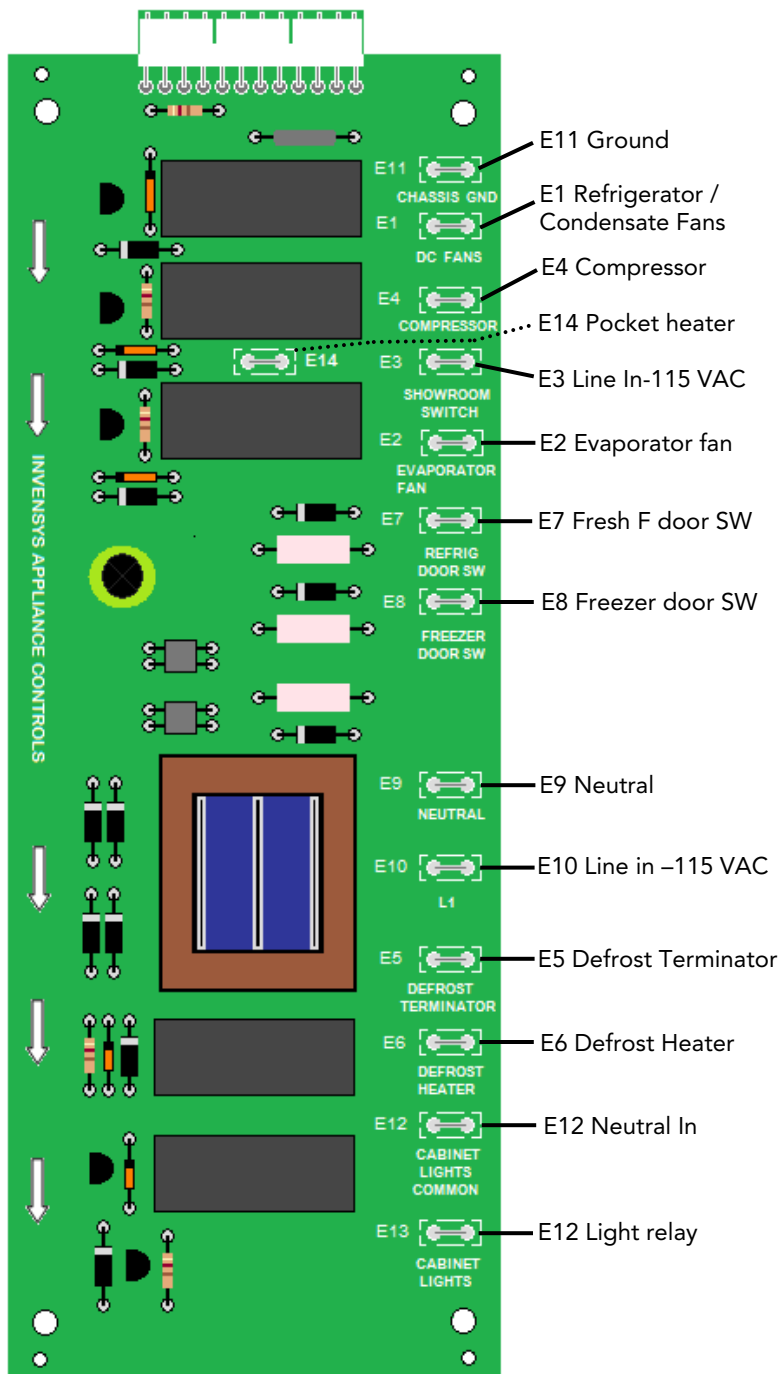 E11
CHASSIS GND
E11 Ground
E1
DC FANS
E1 Refrigerator /
Condensate Fans
E4
COMPRESSOR
E4 Compressor
E14
E14 Pocket heater
E3
SHOWROOM
SWITCH
E3 Line In-115 VAC
E2
EVAPORATOR
FAN
E2 Evaporator fan
INVENSYS APPLIANCE CONTROLS
E7
REFRIG
DOOR SW
E7 Fresh F door SW
E8
FREEZER
DOOR SW
E8 Freezer door SW
E9
NEUTRAL
E9 Neutral
E10
L1
E10 Line in –115 VAC
E5
DEFROST
TERMINATOR
E5 Defrost Terminator
E6
DEFROST
HEATER
E6 Defrost Heater
E12
CABINET
LIGHTS
COMMON
E12 Neutral In
E13
CABINET
LIGHTS
E12 Light relay